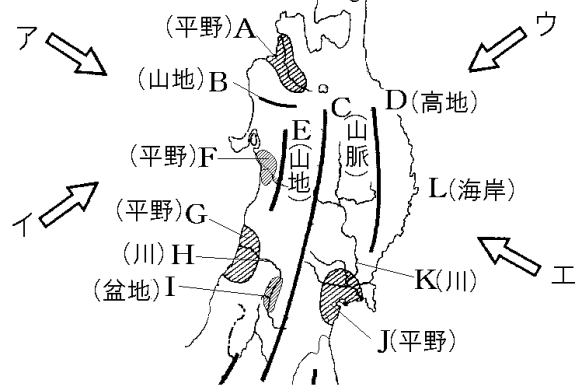 ア
ウ
(平野)A
(山地)B
C
D(高地)
E
(山地)
(山脈)
(平野)F
L(海岸)
イ
(平野)G
(川)H
(盆地)I
K(川)
エ
J(平野)